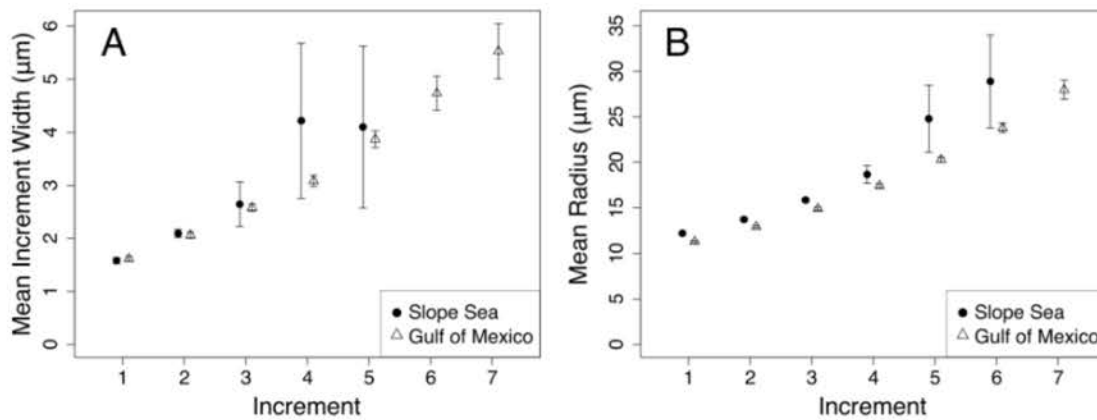 A
Mean Increment Width (μm)
6
5
4
3
2
1
0
1 2 3 4 5 6 7
Increment
Slope Sea
Gulf of Mexico
B
Mean Radius (μm)
35
30
25
20
15
10
5
0
1 2 3 4 5 6 7
Increment
Slope Sea
Gulf of Mexico